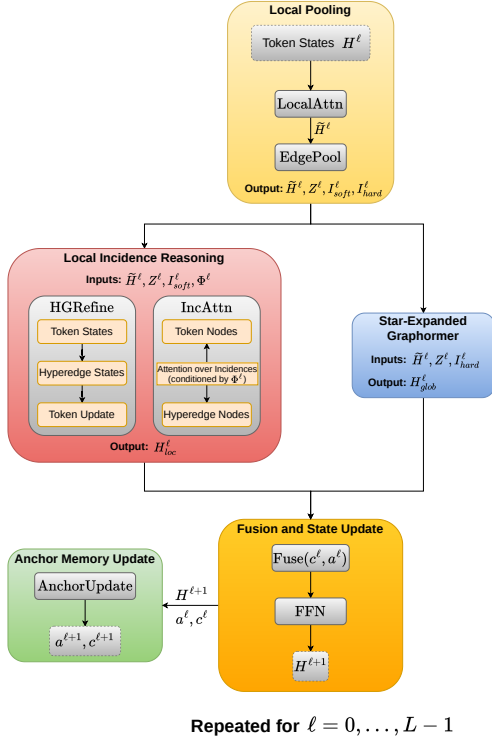 Local Pooling
Token States H^ℓ
LocalAttn
H̃^ℓ
EdgePool
Output: H̃^ℓ, Z^ℓ, I^ℓ_soft, I^ℓ_hard
Local Incidence Reasoning
Inputs: H̃^ℓ, Z^ℓ, I^ℓ_soft, Φ^ℓ
HGRefine
Token States
Hyperedge States
Token Update
IncAttn
Token Nodes
Attention over Incidences
(conditioned by Φ^ℓ)
Hyperedge Nodes
Output: H^ℓ_loc
Star-Expanded
Graphormer
Inputs: H̃^ℓ, Z^ℓ, I^ℓ_hard
Output: H^ℓ_glob
Fusion and State Update
Fuse(c^ℓ, a^ℓ)
FFN
H^{ℓ+1}
H^{ℓ+1}
a^ℓ, c^ℓ
Anchor Memory Update
AnchorUpdate
a^{ℓ+1}, c^{ℓ+1}
Repeated for ℓ = 0, . . . , L − 1